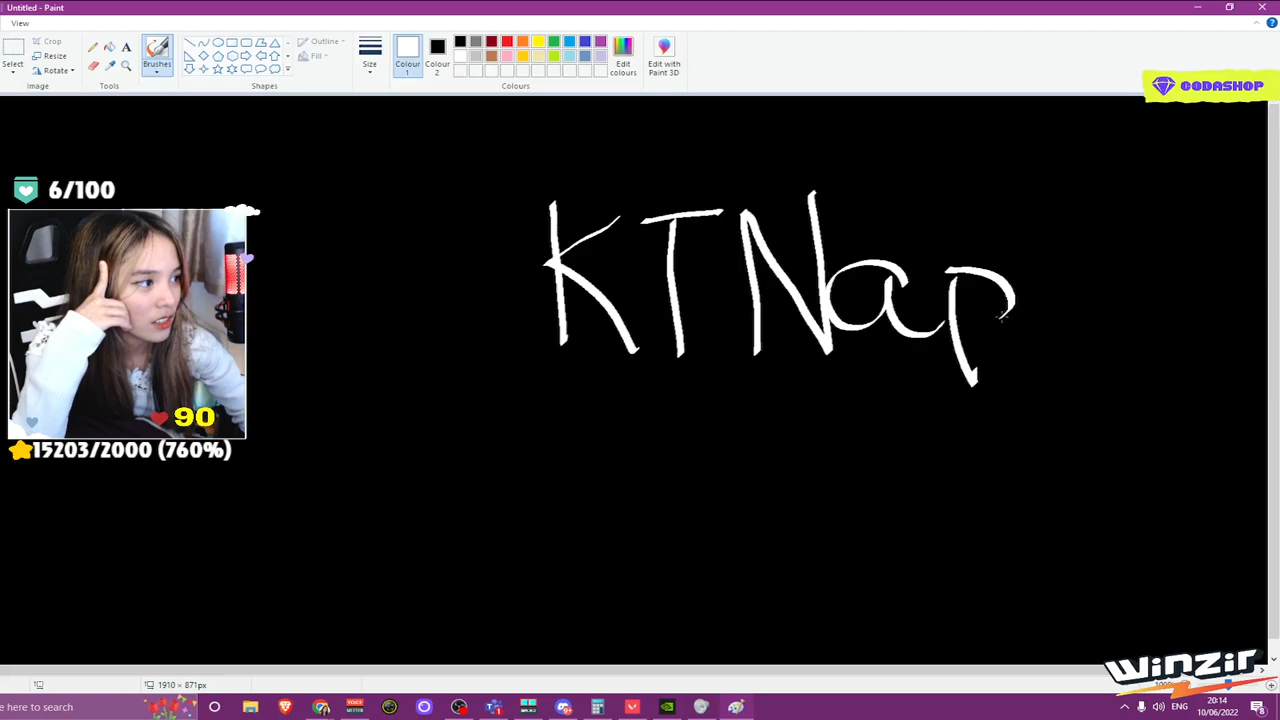 Untitled - Paint
View
Select
Crop
Resize
Rotate
Image
Tools
Brushes
Shapes
Outline
Fill
Size
Colour 1
Colour 2
Colours
Edit colours
Edit with Paint 3D
CODASHOP
6/100
KTNap
90
15203/2000 (760%)
1910 × 871px
100%
WINZIR
here to search
ENG
20:14
10/06/2022